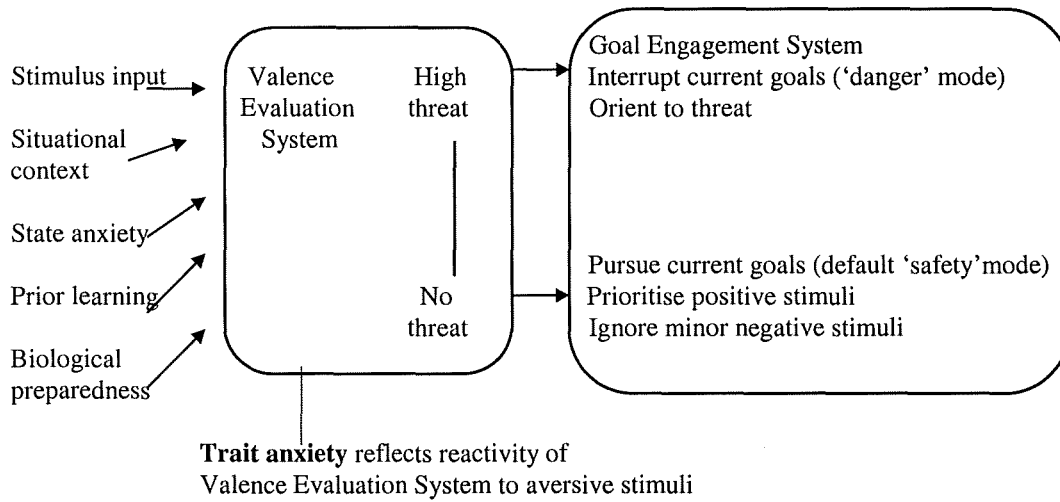 Stimulus input
Situational
context
State anxiety
Prior learning
Biological
preparedness
Valence
Evaluation
System
High
threat
No
threat
Goal Engagement System
Interrupt current goals (‘danger’ mode)
Orient to threat
Pursue current goals (default ‘safety’mode)
Prioritise positive stimuli
Ignore minor negative stimuli
Trait anxiety reflects reactivity of
Valence Evaluation System to aversive stimuli